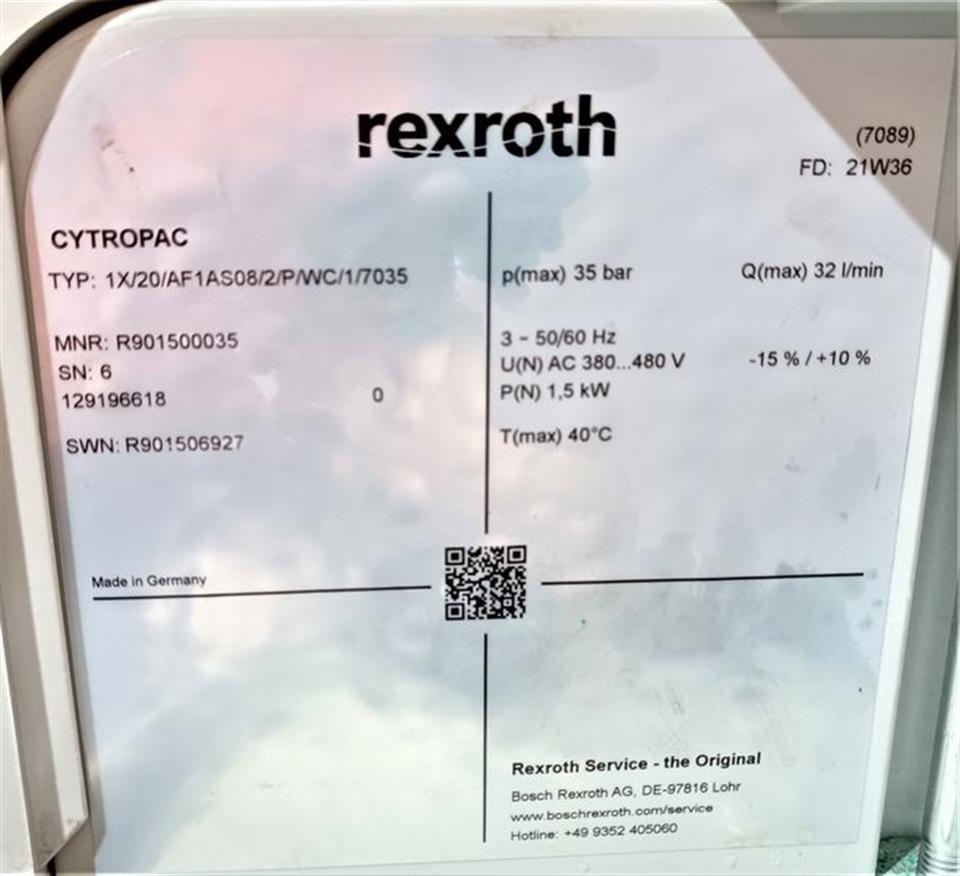 rexroth
(7089)
FD: 21W36
CYTROPAC
TYP: 1X/20/AF1AS08/2/P/WC/1/7035
MNR: R901500035
SN: 6
129196618 0
SWN: R901506927
p(max) 35 bar Q(max) 32 l/min
3 ~ 50/60 Hz
U(N) AC 380...480 V -15 % / +10 %
P(N) 1,5 kW
T(max) 40°C
Made in Germany
Rexroth Service - the Original
Bosch Rexroth AG, DE-97816 Lohr
www.boschrexroth.com/service
Hotline: +49 9352 405060